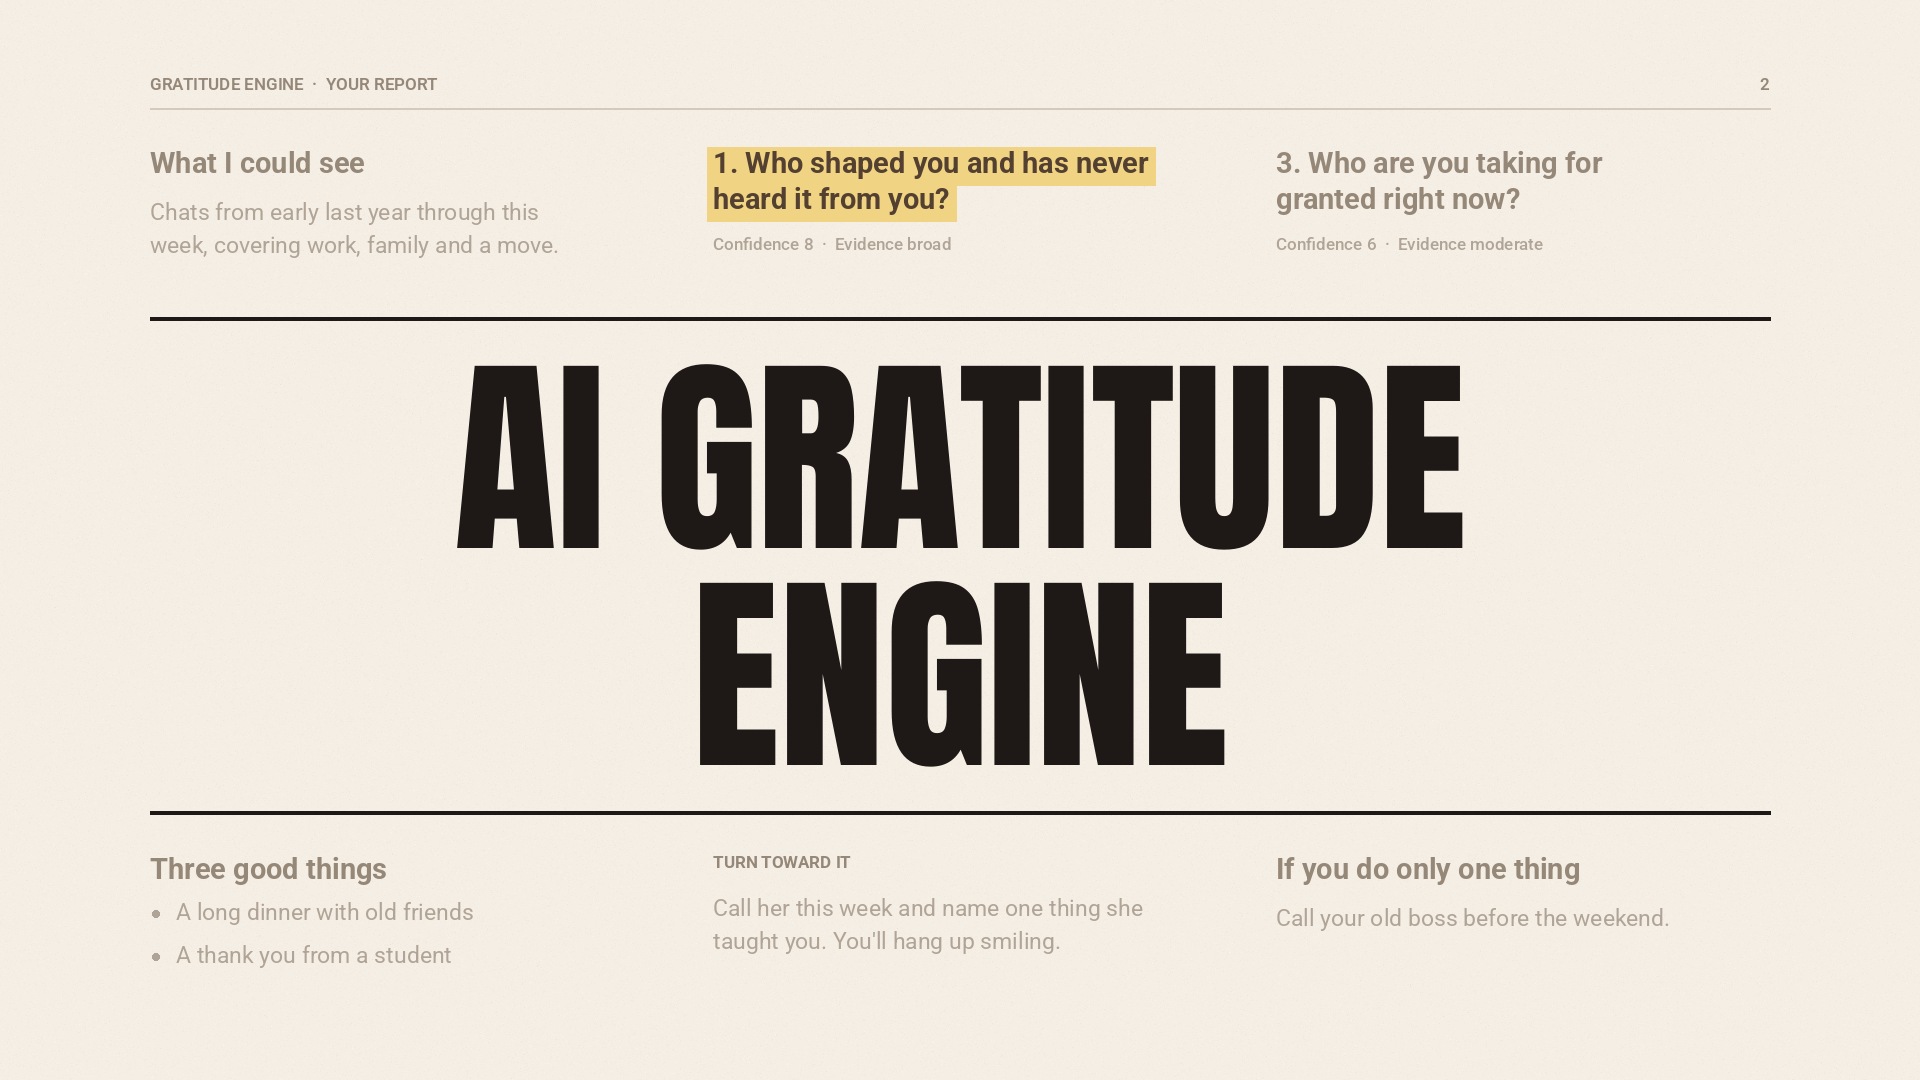 GRATITUDE ENGINE · YOUR REPORT
2
What I could see
Chats from early last year through this
week, covering work, family and a move.
1. Who shaped you and has never
heard it from you?
Confidence 8 · Evidence broad
3. Who are you taking for
granted right now?
Confidence 6 · Evidence moderate
AI GRATITUDE
ENGINE
Three good things
• A long dinner with old friends
• A thank you from a student
TURN TOWARD IT
Call her this week and name one thing she
taught you. You'll hang up smiling.
If you do only one thing
Call your old boss before the weekend.